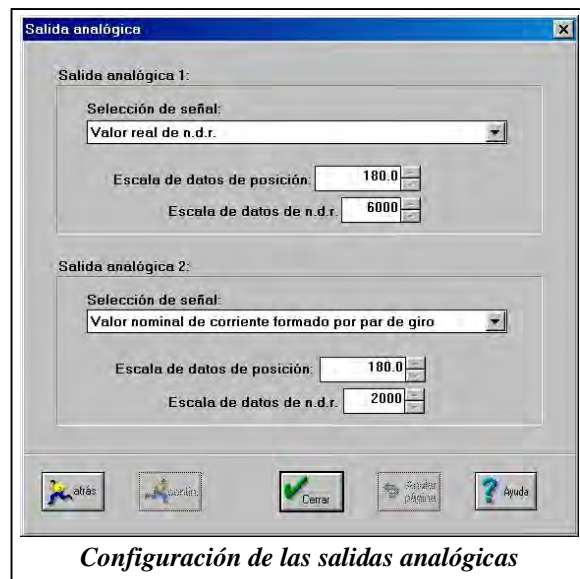 Salida analógica
Salida analógica 1:
Selección de señal:
Valor real de n.d.r.
Escala de datos de posición: 180.0
Escala de datos de n.d.r. 6000
Salida analógica 2:
Selección de señal:
Valor nominal de corriente formado por par de giro
Escala de datos de posición: 180.0
Escala de datos de n.d.r. 2000
atrás
contin.
Cerrar
Anular
página
Ayuda
Configuración de las salidas analógicas